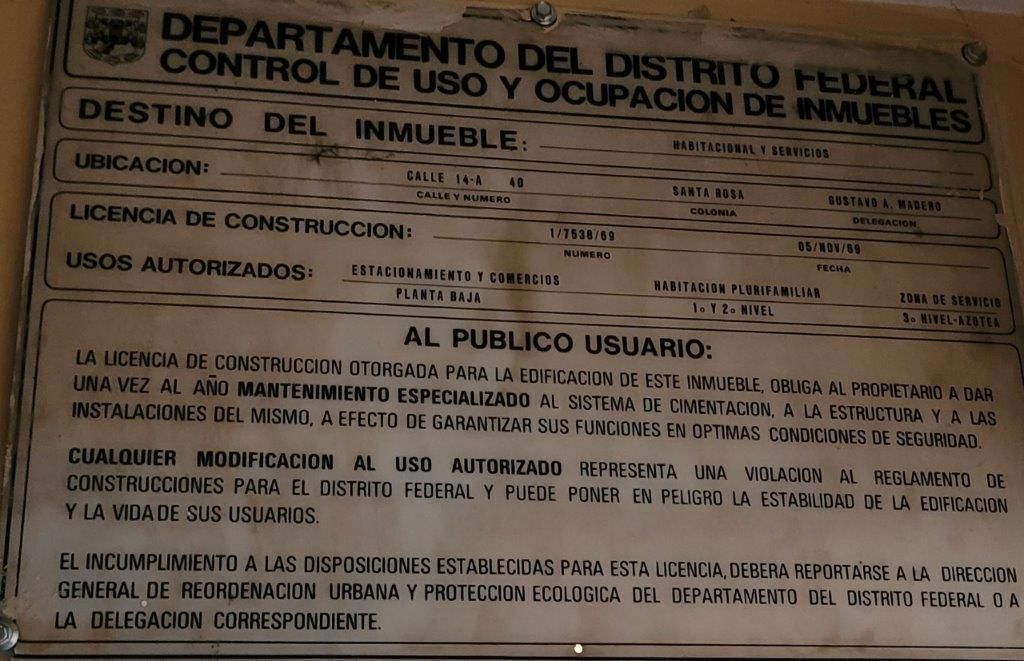 DEPARTAMENTO DEL DISTRITO FEDERAL
CONTROL DE USO Y OCUPACION DE INMUEBLES
DESTINO DEL INMUEBLE: HABITACIONAL Y SERVICIOS
UBICACION: CALLE 14-A 40 SANTA ROSA GUSTAVO A. MADERO
CALLE Y NUMERO COLONIA DELEGACION
LICENCIA DE CONSTRUCCION: 1/7538/69 05/NOV/69
NUMERO FECHA
USOS AUTORIZADOS: ESTACIONAMIENTO Y COMERCIOS HABITACION PLURIFAMILIAR ZONA DE SERVICIO
PLANTA BAJA 1o Y 2o NIVEL 3o NIVEL-AZOTEA
AL PUBLICO USUARIO:
LA LICENCIA DE CONSTRUCCION OTORGADA PARA LA EDIFICACION DE ESTE INMUEBLE, OBLIGA AL PROPIETARIO A DAR
UNA VEZ AL AÑO MANTENIMIENTO ESPECIALIZADO AL SISTEMA DE CIMENTACION, A LA ESTRUCTURA Y A LAS
INSTALACIONES DEL MISMO, A EFECTO DE GARANTIZAR SUS FUNCIONES EN OPTIMAS CONDICIONES DE SEGURIDAD.
CUALQUIER MODIFICACION AL USO AUTORIZADO REPRESENTA UNA VIOLACION AL REGLAMENTO DE
CONSTRUCCIONES PARA EL DISTRITO FEDERAL Y PUEDE PONER EN PELIGRO LA ESTABILIDAD DE LA EDIFICACION
Y LA VIDA DE SUS USUARIOS.
EL INCUMPLIMIENTO A LAS DISPOSICIONES ESTABLECIDAS PARA ESTA LICENCIA, DEBERA REPORTARSE A LA DIRECCION
GENERAL DE REORDENACION URBANA Y PROTECCION ECOLOGICA DEL DEPARTAMENTO DEL DISTRITO FEDERAL O A
LA DELEGACION CORRESPONDIENTE.